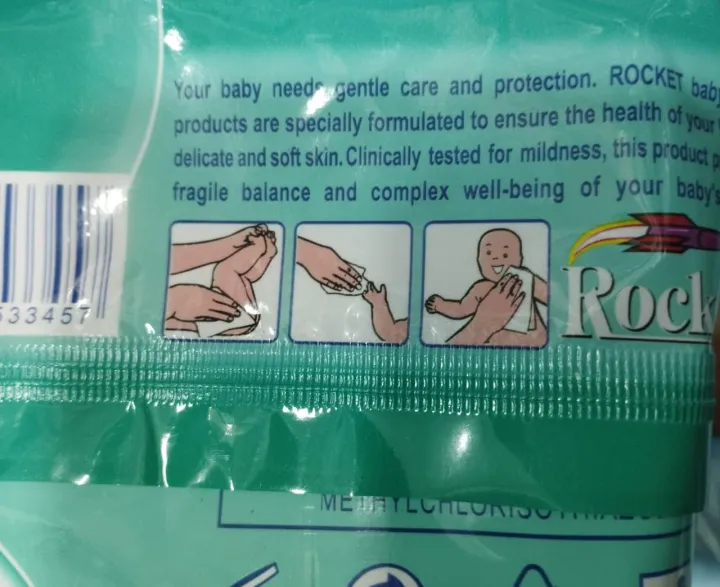 Your baby needs gentle care and protection. ROCKET baby
products are specially formulated to ensure the health of your
delicate and soft skin. Clinically tested for mildness, this product
fragile balance and complex well-being of your baby's
533457
Rock